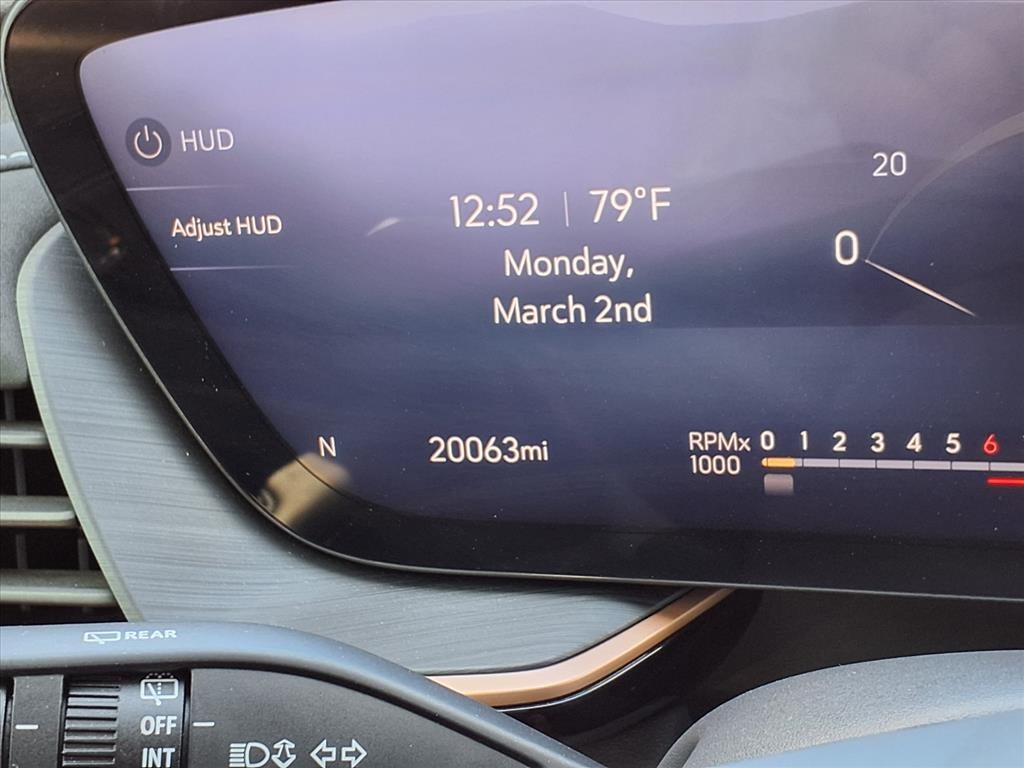 HUD
Adjust HUD
12:52 | 79°F
Monday,
March 2nd
20
0
N
20063mi
RPMx 0 1 2 3 4 5 6
1000
REAR
OFF
INT